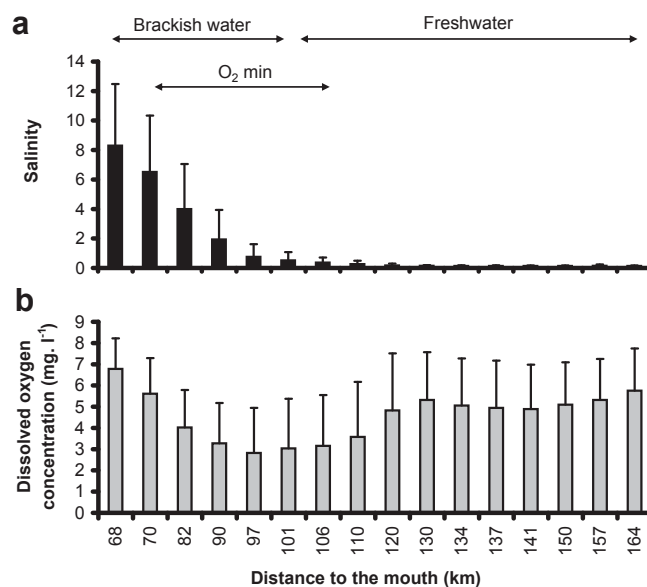 a
Brackish water Freshwater
O₂ min
Salinity
14
12
10
8
6
4
2
0
b
Dissolved oxygen
concentration (mg. l⁻¹)
9
8
7
6
5
4
3
2
1
0
68 70 82 90 97 101 106 110 120 130 134 137 141 150 157 164
Distance to the mouth (km)